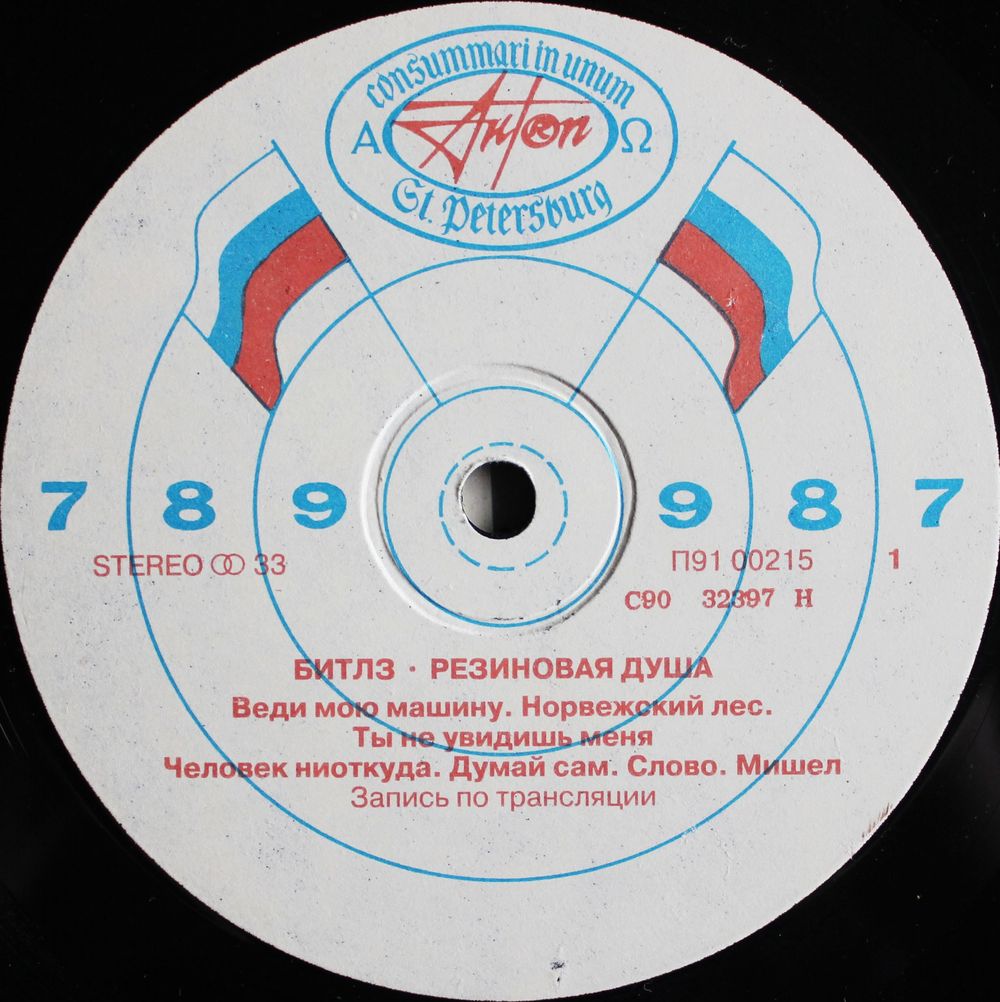 consummari in unum
Α Antrop Ω
St. Petersburg
7 8 9 9 8 7
STEREO 33 П91 00215 1
С90 32897 Н
БИТЛЗ · РЕЗИНОВАЯ ДУША
Веди мою машину. Норвежский лес.
Ты не увидишь меня
Человек ниоткуда. Думай сам. Слово. Мишел
Запись по трансляции